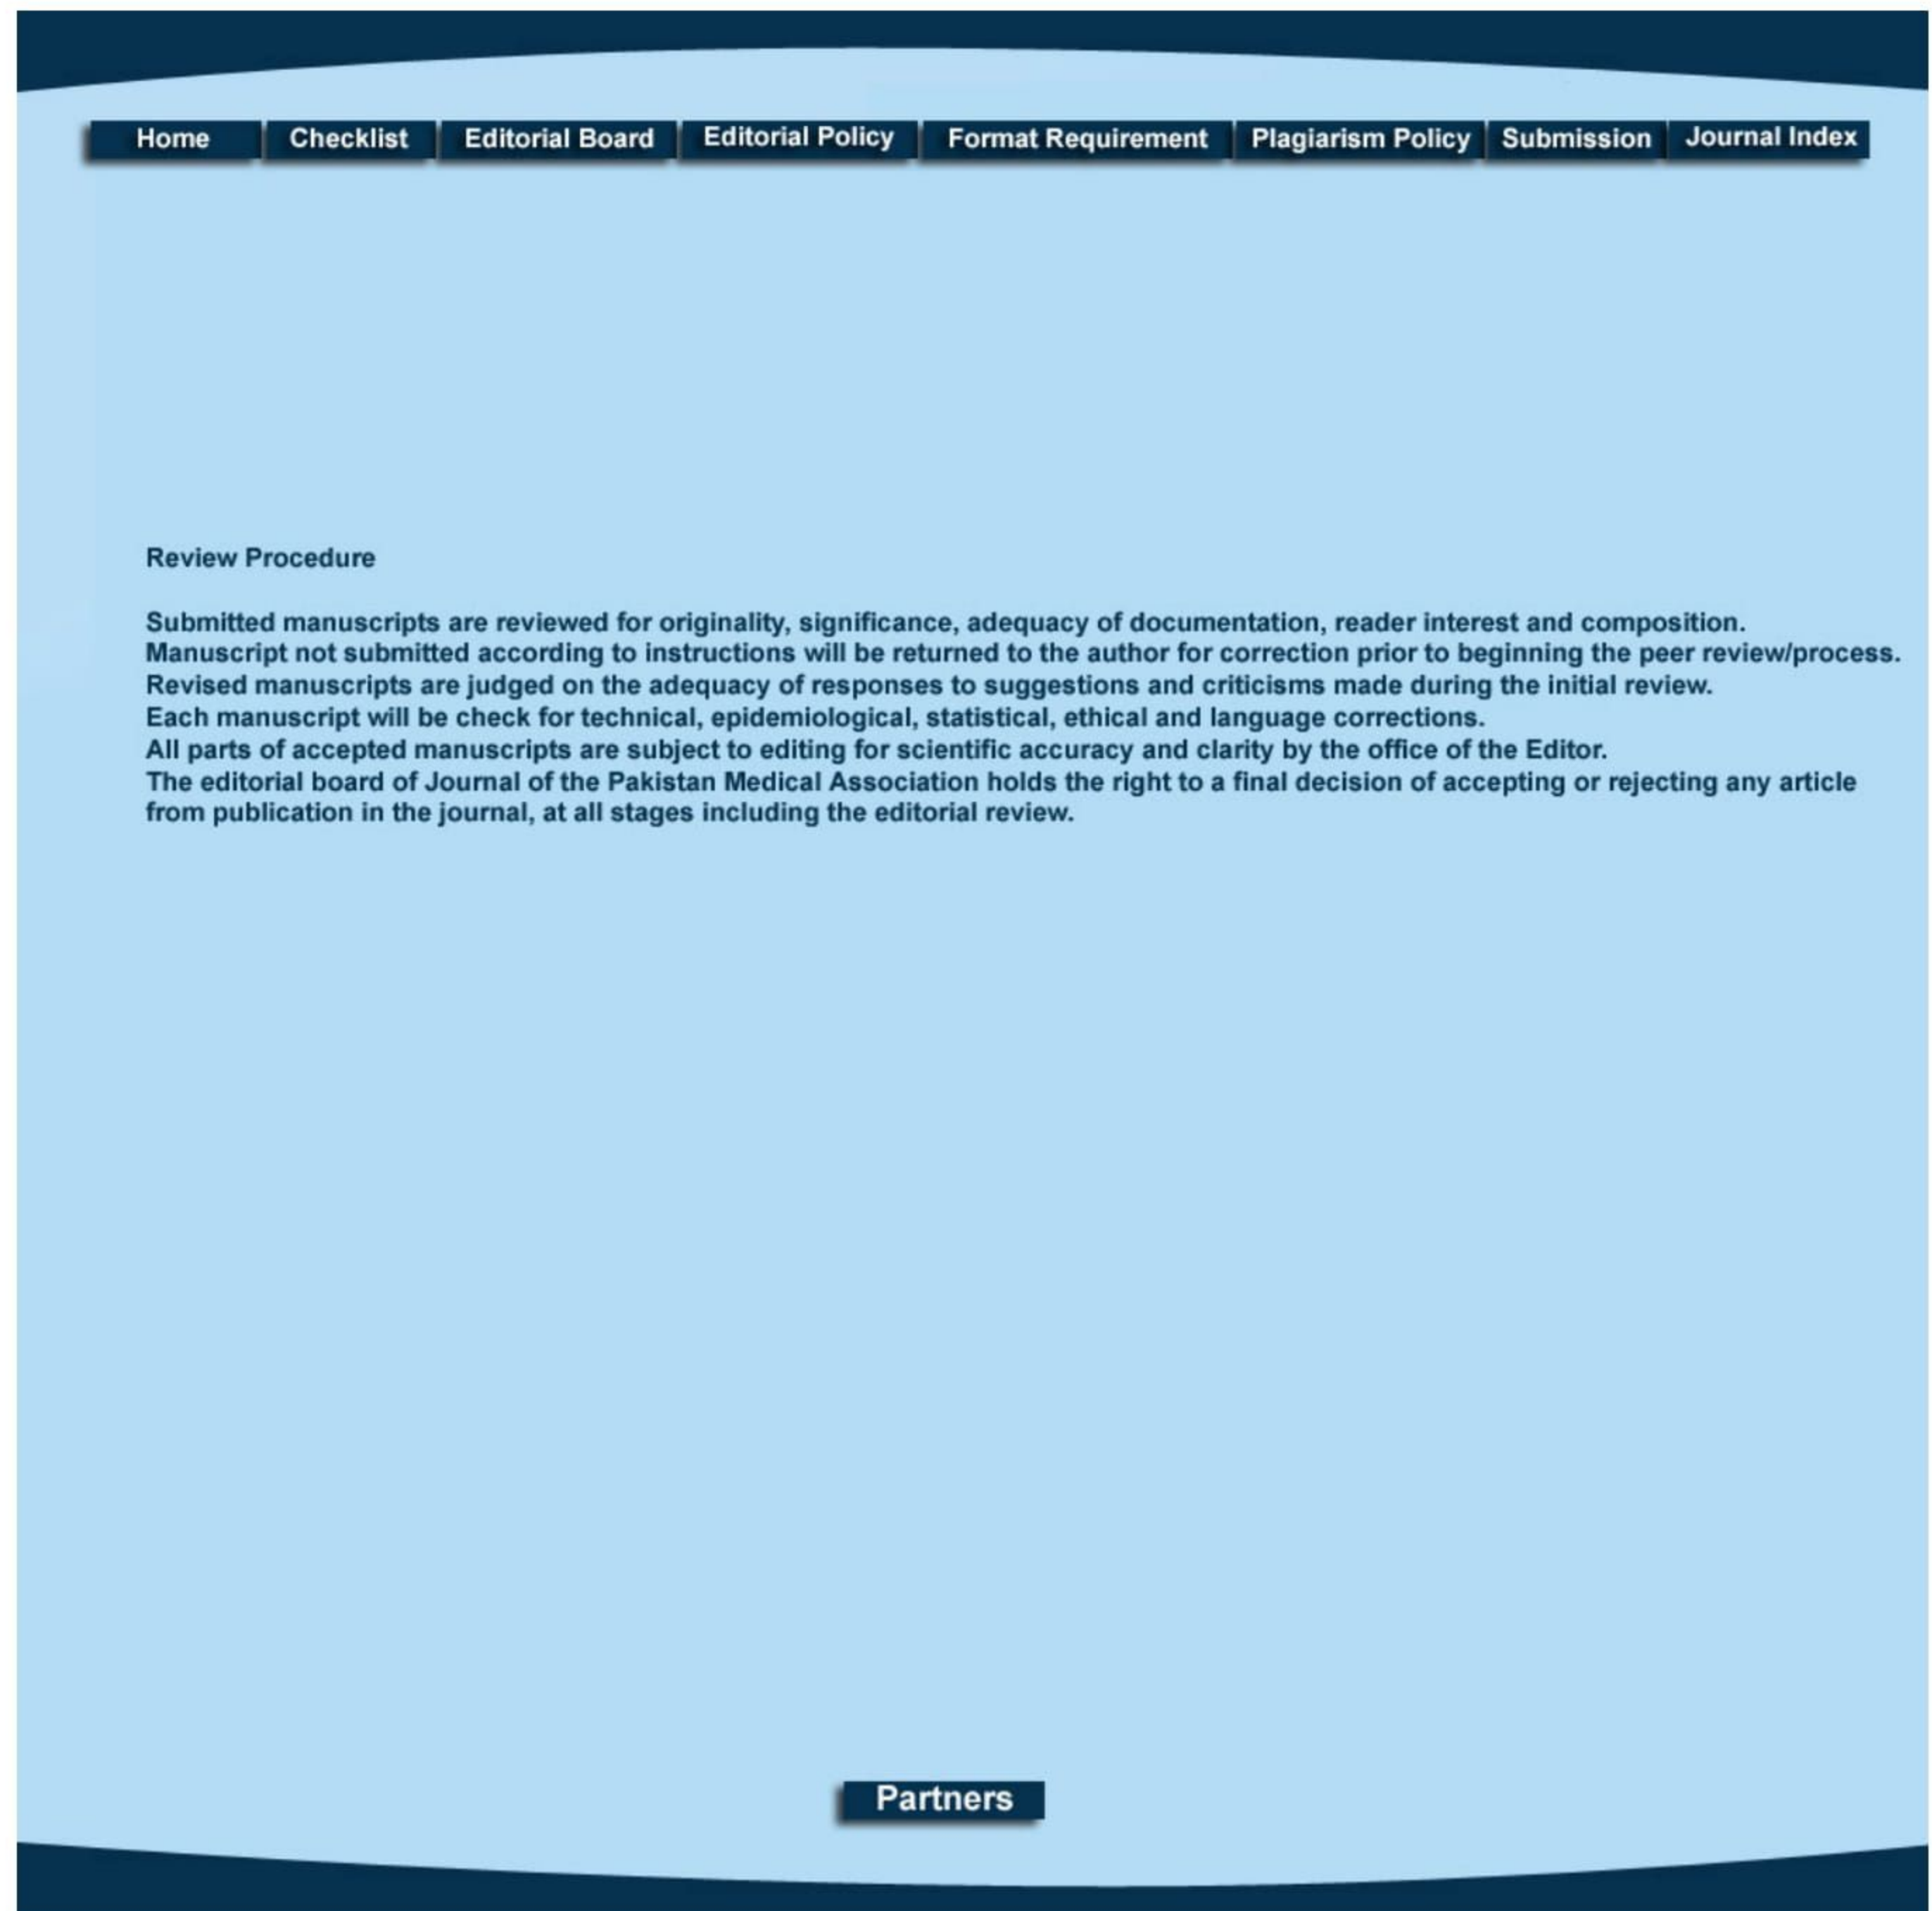 Home Checklist Editorial Board Editorial Policy Format Requirement Plagiarism Policy Submission Journal Index
Review Procedure
Submitted manuscripts are reviewed for originality, significance, adequacy of documentation, reader interest and composition.
Manuscript not submitted according to instructions will be returned to the author for correction prior to beginning the peer review/process.
Revised manuscripts are judged on the adequacy of responses to suggestions and criticisms made during the initial review.
Each manuscript will be check for technical, epidemiological, statistical, ethical and language corrections.
All parts of accepted manuscripts are subject to editing for scientific accuracy and clarity by the office of the Editor.
The editorial board of Journal of the Pakistan Medical Association holds the right to a final decision of accepting or rejecting any article
from publication in the journal, at all stages including the editorial review.
Partners